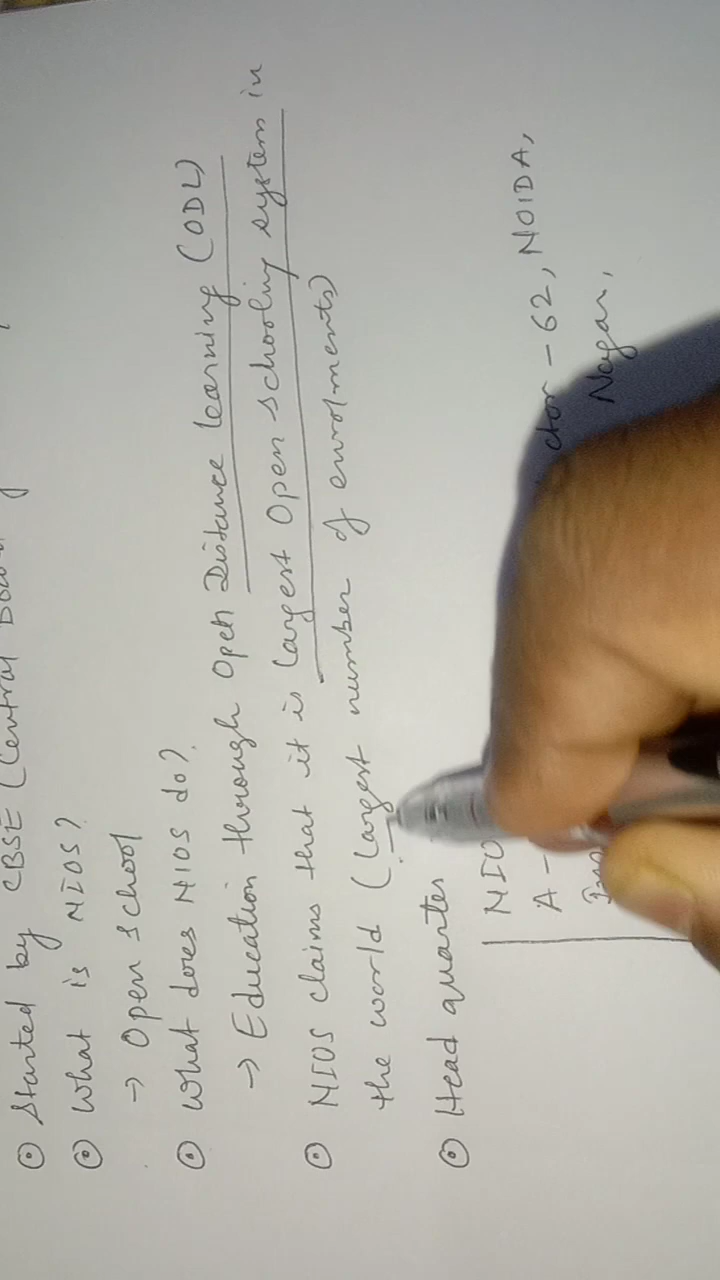 Started by CBSE (Central
What is NIOS?
→ Open School
What does NIOS do?
→ Education through Open Distance Learning (ODL)
NIOS claims that it is largest Open schooling system in
the world (largest number of enrolments)
Head quarter
NIO
A - ctor - 62, NOIDA,
Nagar,